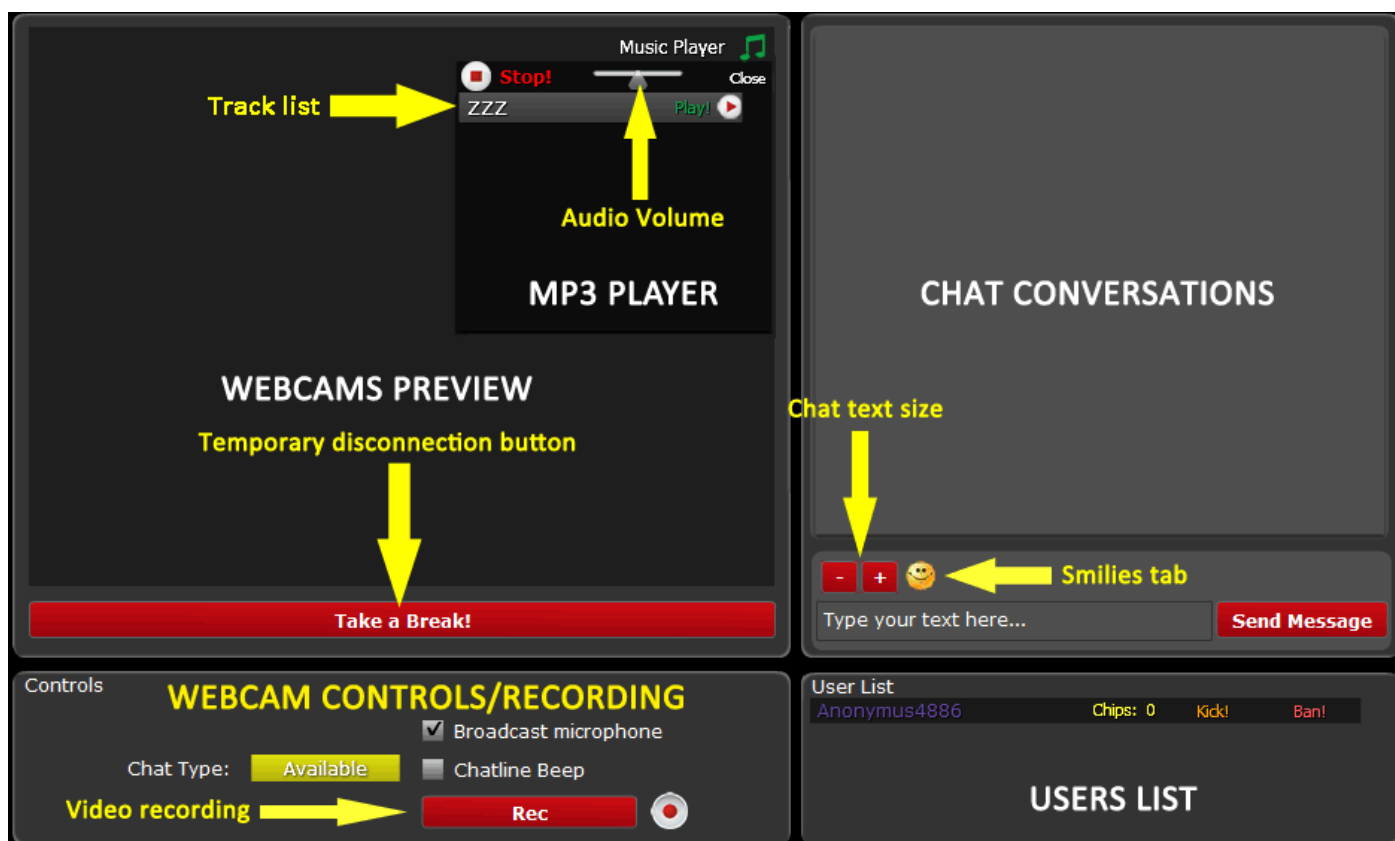 Music Player
Stop!
Close
Track list
ZZZ
Play!
Audio Volume
MP3 PLAYER
WEBCAMS PREVIEW
Temporary disconnection button
Take a Break!
CHAT CONVERSATIONS
Chat text size
- +
Smilies tab
Type your text here...
Send Message
Controls
WEBCAM CONTROLS/RECORDING
Broadcast microphone
Chat Type: Available
Chatline Beep
Video recording
Rec
User List
Anonymus4886 Chips: 0 Kick! Ban!
USERS LIST